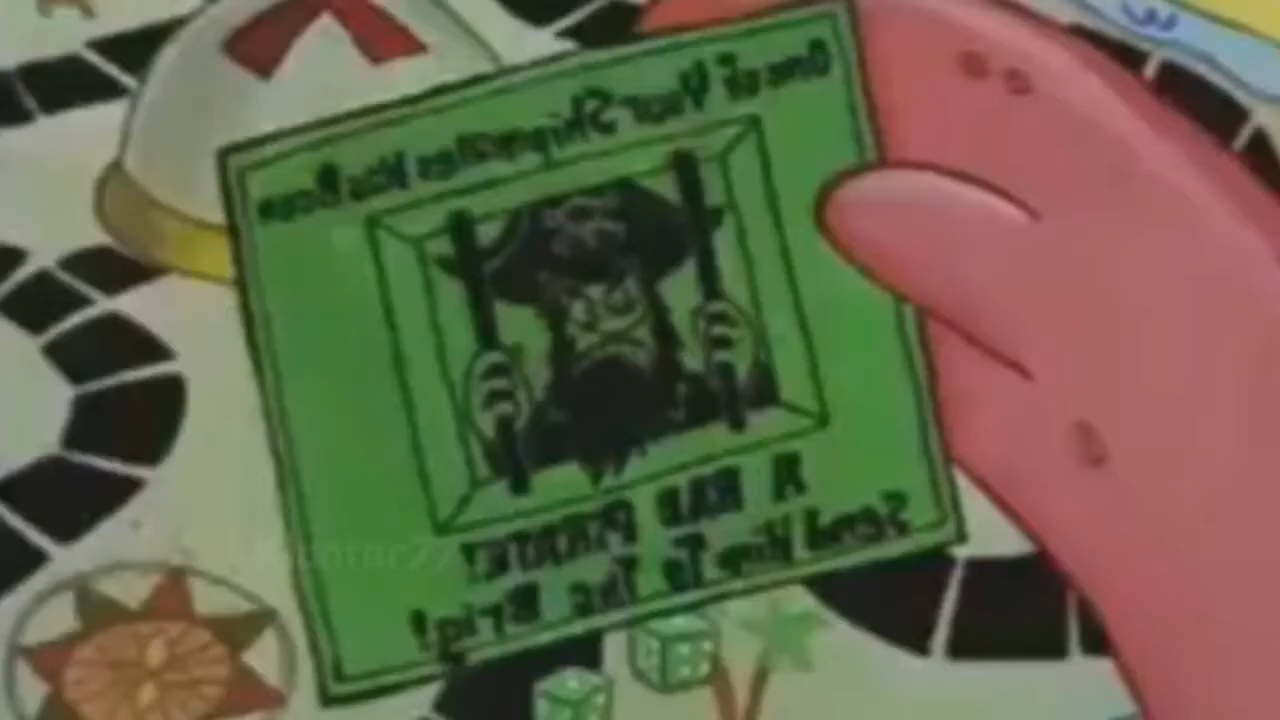 One of Your Shipmates Has Been
A BAD PIRATE!
Send Him To The Brig!